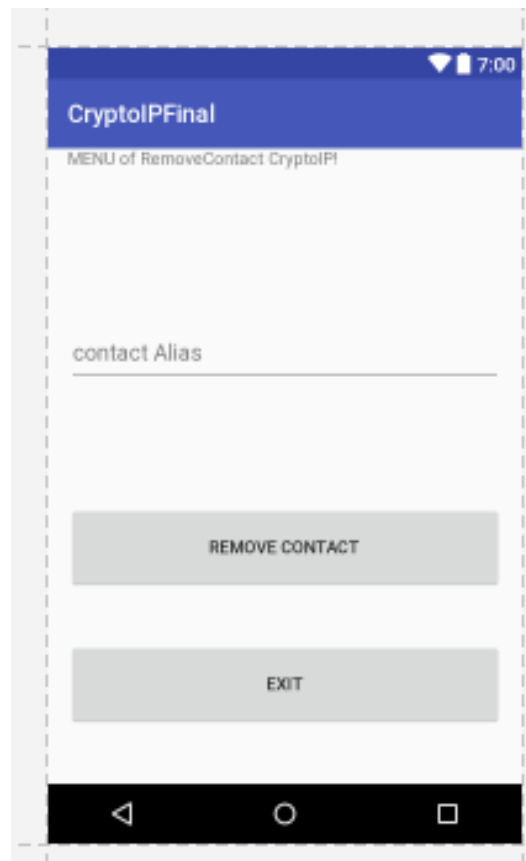 7:00
CryptoIPFinal
MENU of RemoveContact CryptoIP!
contact Alias
REMOVE CONTACT
EXIT